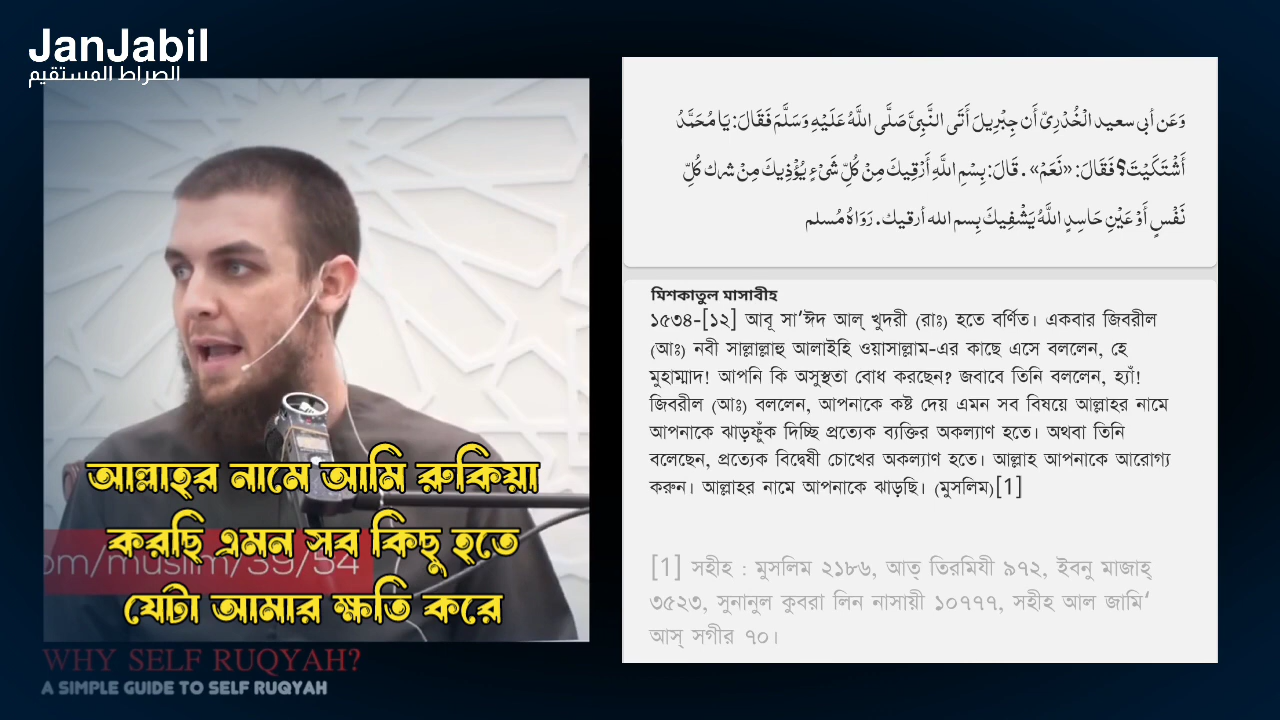 JanJabil
الصراط المستقيم
আল্লাহর নামে আমি রুকিয়া
করছি এমন সব কিছু হতে
যেটা আমার ক্ষতি করে
om/muslim/39/54
WHY SELF RUQYAH?
A SIMPLE GUIDE TO SELF RUQYAH
وَعَن أبي سعيد الْخُدْرِيّ أَن جِبْرِيلَ أَتَى النَّبِيَّ صَلَّى اللَّهُ عَلَيْهِ وَسَلَّمَ فَقَالَ: يَا مُحَمَّدُ
أَشْتَكَيْتَ؟ فَقَالَ: «نَعَمْ» . قَالَ: بِسْمِ اللَّهِ أَرْقِيكَ مِنْ كُلِّ شَيْءٍ يُؤْذِيكَ مِنْ شرك كُلِّ
نَفْسٍ أَوْ عَيْنِ حَاسِدٍ اللَّهُ يَشْفِيكَ بِسم الله أرقيك. رَوَاهُ مُسلم
মিশকাতুল মাসাবীহ
১৫৩৪-[১২] আবূ সা‘ঈদ আল্ খুদরী (রাঃ) হতে বর্ণিত। একবার জিবরীল
(আঃ) নবী সাল্লাল্লাহু আলাইহি ওয়াসাল্লাম-এর কাছে এসে বললেন, হে
মুহাম্মাদ! আপনি কি অসুস্থতা বোধ করছেন? জবাবে তিনি বললেন, হ্যাঁ!
জিবরীল (আঃ) বললেন, আপনাকে কষ্ট দেয় এমন সব বিষয়ে আল্লাহর নামে
আপনাকে ঝাড়ফুঁক দিচ্ছি প্রত্যেক ব্যক্তির অকল্যাণ হতে। অথবা তিনি
বলেছেন, প্রত্যেক বিদ্বেষী চোখের অকল্যাণ হতে। আল্লাহ আপনাকে আরোগ্য
করুন। আল্লাহর নামে আপনাকে ঝাড়ছি। (মুসলিম)[1]
[1] সহীহ : মুসলিম ২১৮৬, আত্ তিরমিযী ৯৭২, ইবনু মাজাহ্
৩৫২৩, সুনানুল কুবরা লিন নাসায়ী ১০৭৭৭, সহীহ আল জামি‘
আস্ সগীর ৭০।